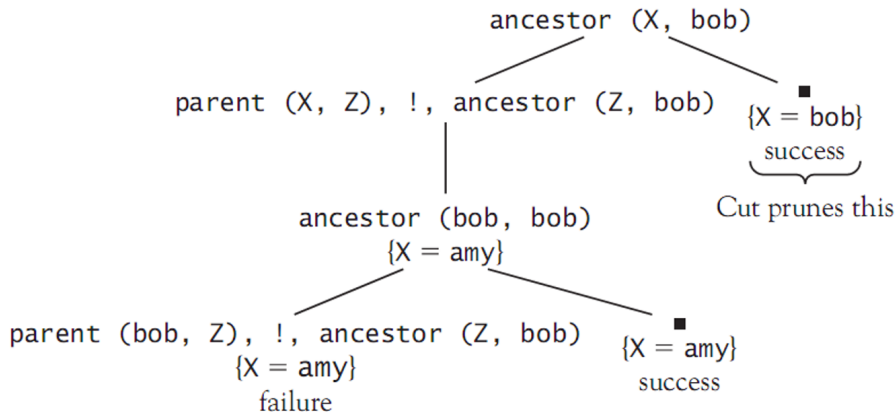 ancestor (X, bob)
parent (X, Z), !, ancestor (Z, bob)
{X = bob}
success
Cut prunes this
ancestor (bob, bob)
{X = amy}
parent (bob, Z), !, ancestor (Z, bob)
{X = amy}
failure
{X = amy}
success